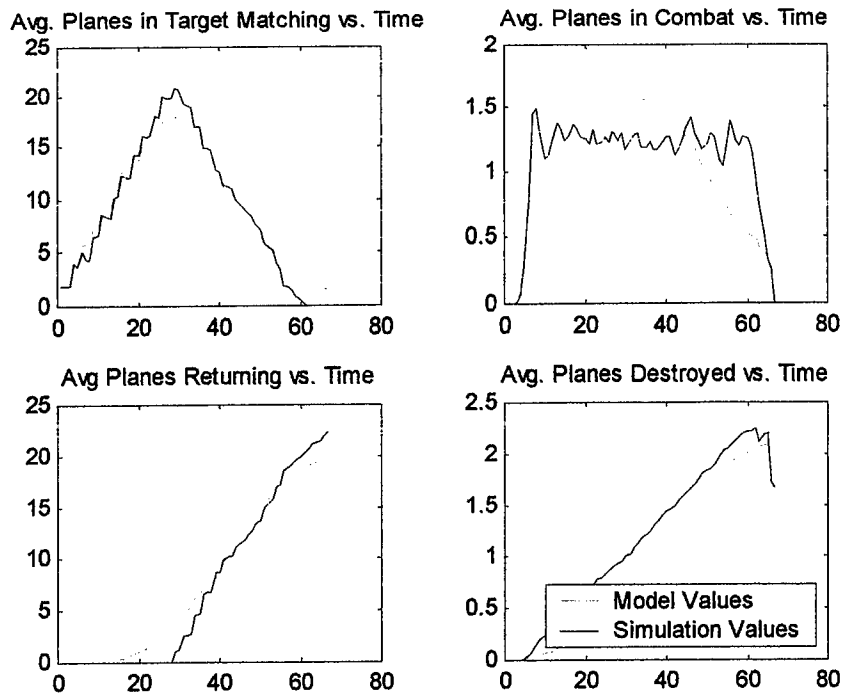 Avg. Planes in Target Matching vs. Time
25
20
15
10
5
0
0 20 40 60 80
Avg. Planes in Combat vs. Time
2
1.5
1
0.5
0
0 20 40 60 80
Avg Planes Returning vs. Time
25
20
15
10
5
0
0 20 40 60 80
Avg. Planes Destroyed vs. Time
2.5
2
1.5
1
0.5
0
0 20 40 60 80
Model Values
Simulation Values